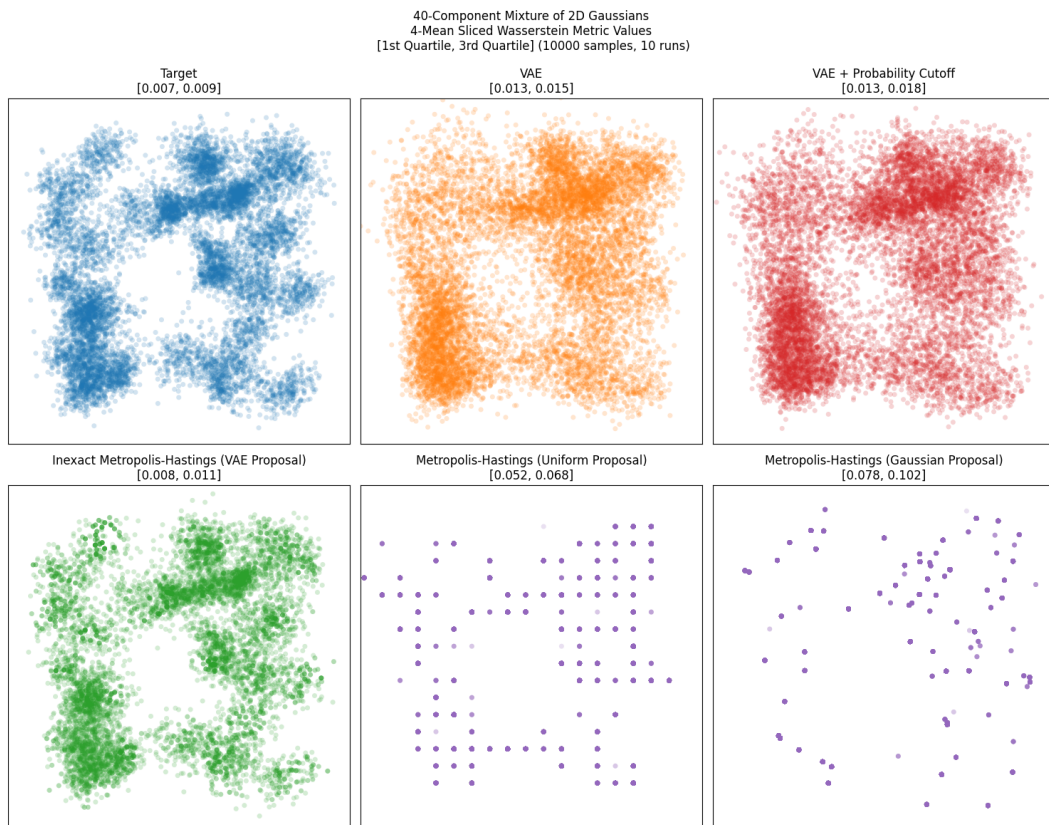 40-Component Mixture of 2D Gaussians
4-Mean Sliced Wasserstein Metric Values
[1st Quartile, 3rd Quartile] (10000 samples, 10 runs)
Target
[0.007, 0.009]
VAE
[0.013, 0.015]
VAE + Probability Cutoff
[0.013, 0.018]
Inexact Metropolis-Hastings (VAE Proposal)
[0.008, 0.011]
Metropolis-Hastings (Uniform Proposal)
[0.052, 0.068]
Metropolis-Hastings (Gaussian Proposal)
[0.078, 0.102]